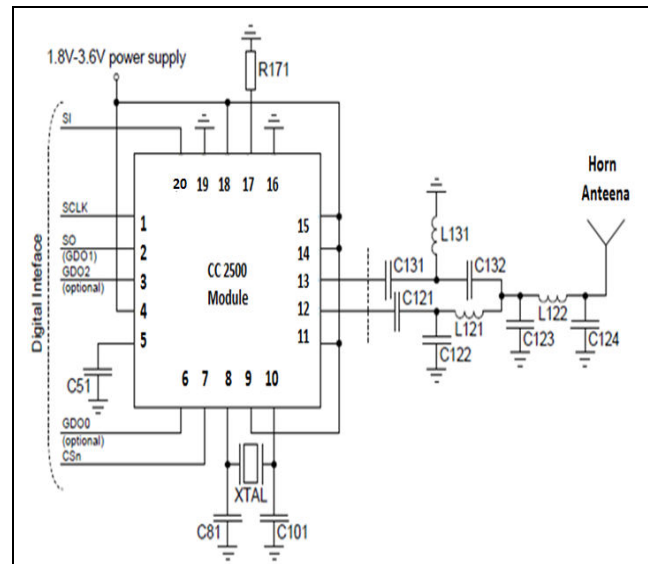 1.8V-3.6V power supply
R171
SI
20 19 18 17 16
Horn
Anteena
SCLK
1
15
L131
SO
(GDO1)
2
14
C131
C132
GDO2
(optional)
3
CC 2500
Module
13
4
12
C121
L121
L122
5
11
C122
C123
C124
Digital Inteface
C51
6 7 8 9 10
GDO0
(optional)
CSn
XTAL
C81
C101